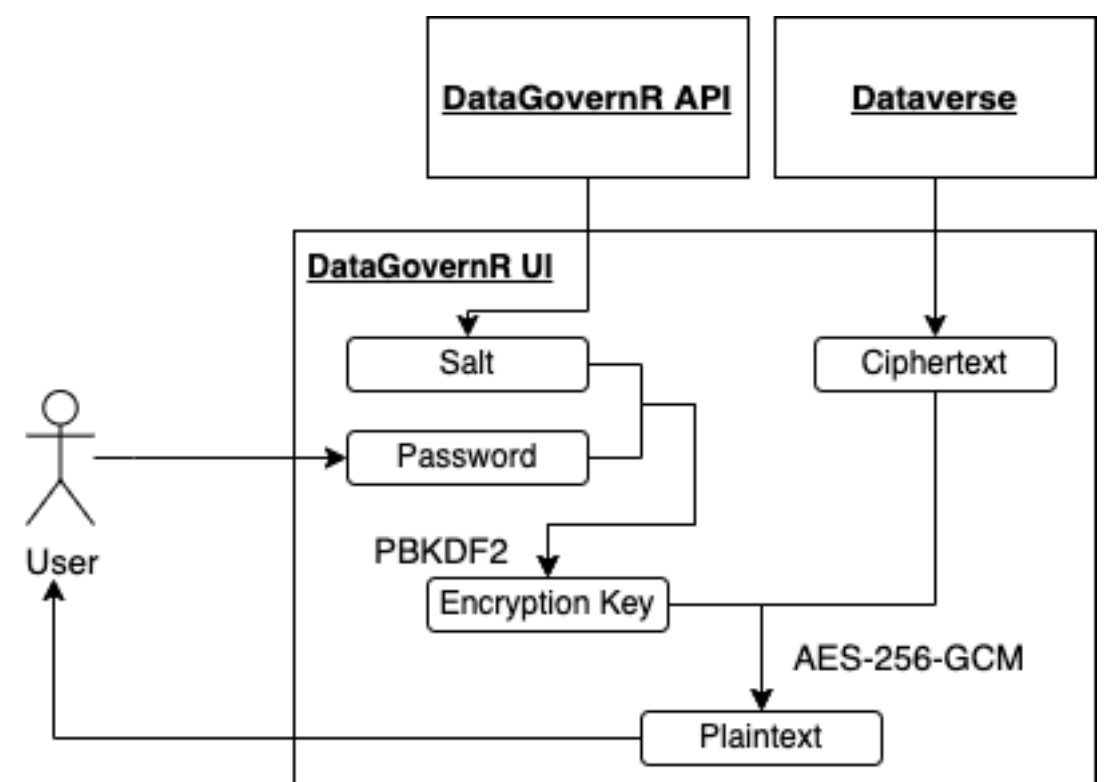 DataGovernR API
Dataverse
DataGovernR UI
Salt
Ciphertext
Password
User
PBKDF2
Encryption Key
AES-256-GCM
Plaintext